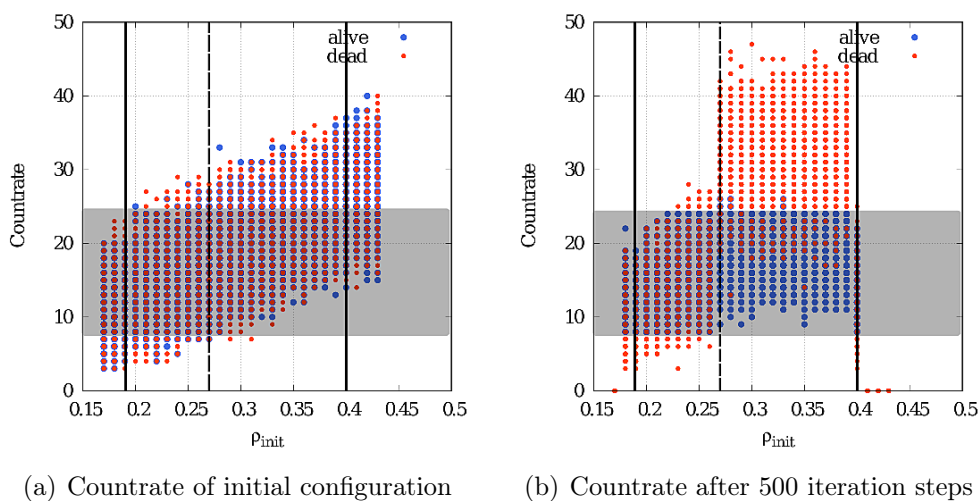 50
40
30
20
10
0
Countrate
alive
dead
0.15 0.2 0.25 0.3 0.35 0.4 0.45 0.5
ρinit
(a) Countrate of initial configuration
50
40
30
20
10
0
Countrate
alive
dead
0.15 0.2 0.25 0.3 0.35 0.4 0.45 0.5
ρinit
(b) Countrate after 500 iteration steps